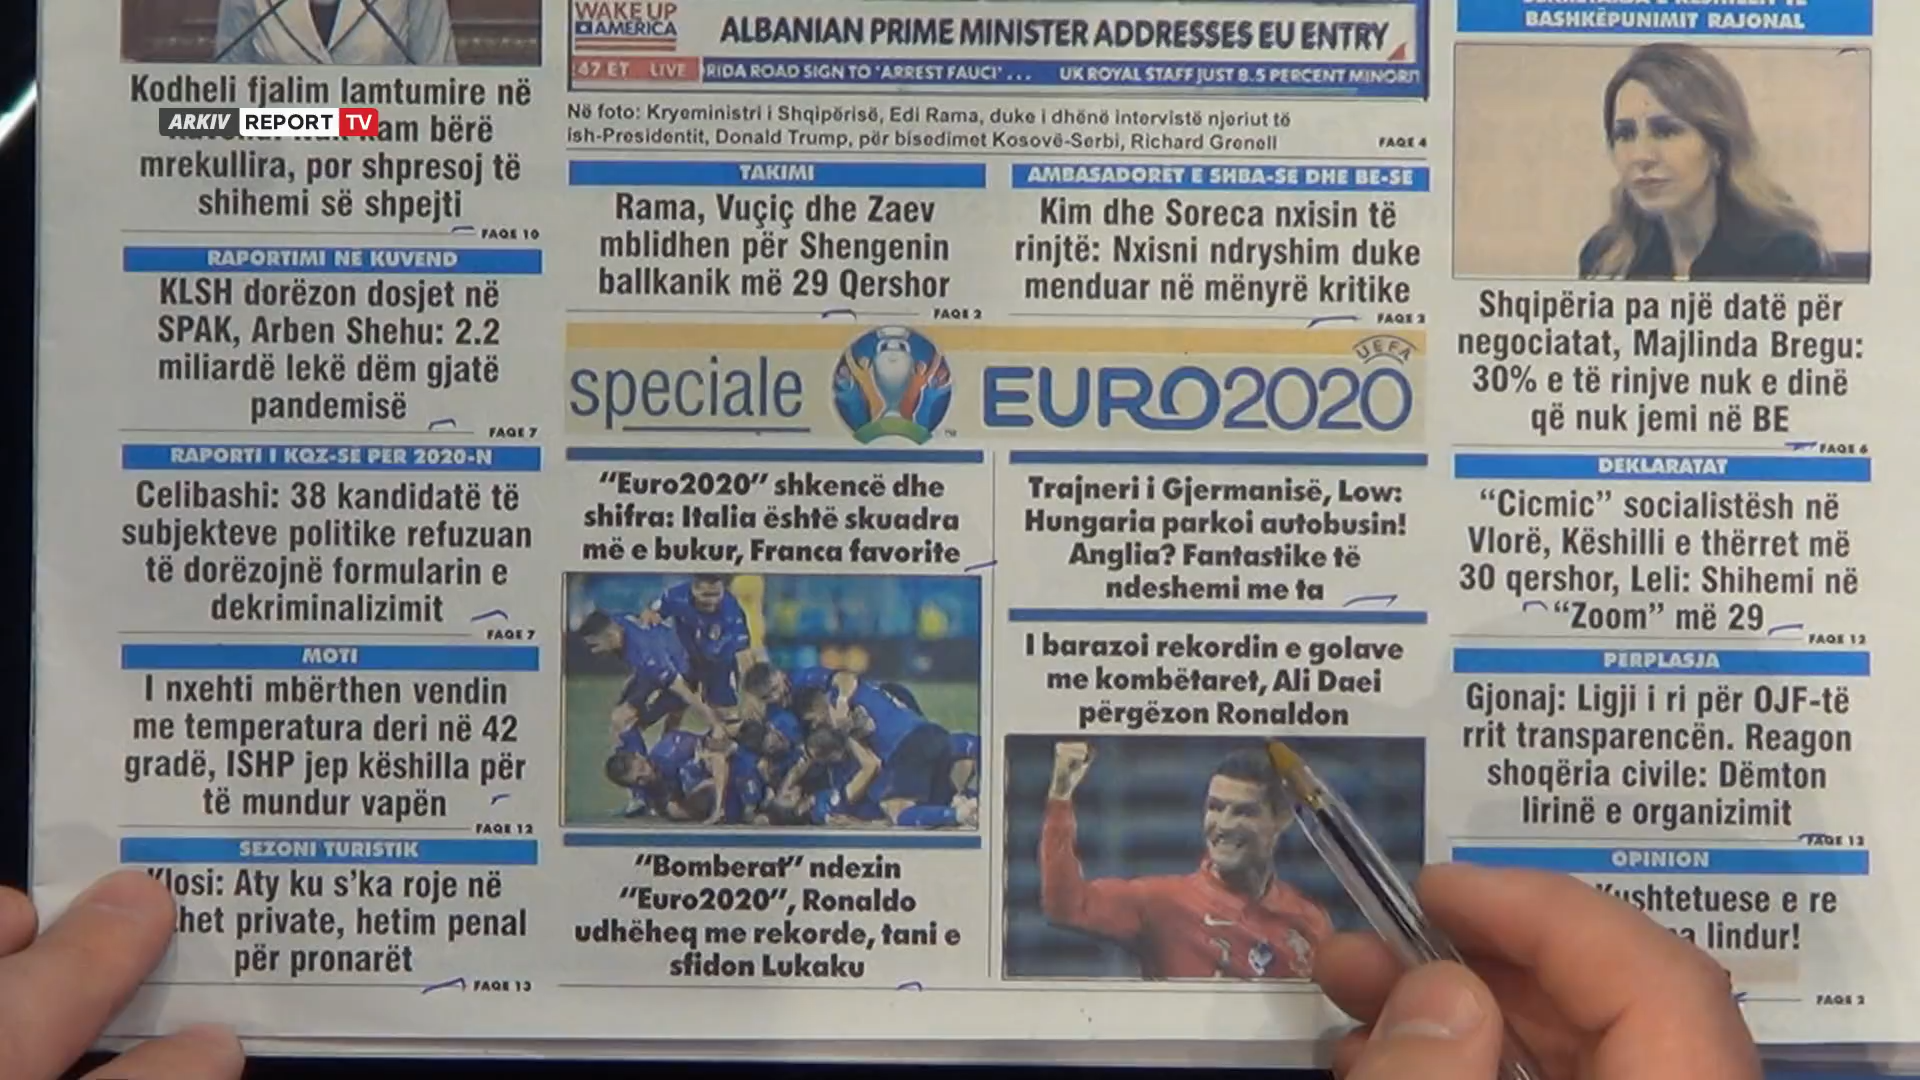 Kodheli fjalim lamtumire në
ARKIV REPORT TV
am bërë
mrekullira, por shpresoj të
shihemi së shpejti
FAQE 10
RAPORTIMI NË KUVEND
KLSH dorëzon dosjet në
SPAK, Arben Shehu: 2.2
miliardë lekë dëm gjatë
pandemisë
FAQE 7
RAPORTI I KQZ-SË PËR 2020-N
Celibashi: 38 kandidatë të
subjekteve politike refuzuan
të dorëzojnë formularin e
dekriminalizimit
FAQE 7
MOTI
I nxehti mbërthen vendin
me temperatura deri në 42
gradë, ISHP jep këshilla për
të mundur vapën
FAQE 12
SEZONI TURISTIK
Klosi: Aty ku s'ka roje në
het private, hetim penal
për pronarët
FAQE 13
WAKE UP
AMERICA
ALBANIAN PRIME MINISTER ADDRESSES EU ENTRY
:47 ET LIVE RIDA ROAD SIGN TO 'ARREST FAUCI' ... UK ROYAL STAFF JUST 8.5 PERCENT MINORIT
Në foto: Kryeministri i Shqipërisë, Edi Rama, duke i dhënë intervistë njeriut të
ish-Presidentit, Donald Trump, për bisedimet Kosovë-Serbi, Richard Grenell
FAQE 4
TAKIMI
Rama, Vuçiç dhe Zaev
mblidhen për Shengenin
ballkanik më 29 Qershor
FAQE 2
AMBASADORËT E SHBA-SË DHE BE-SË
Kim dhe Soreca nxisin të
rinjtë: Nxisni ndryshim duke
menduar në mënyrë kritike
FAQE 3
speciale UEFA EURO2020
"Euro2020" shkencë dhe
shifra: Italia është skuadra
më e bukur, Franca favorite
"Bomberat" ndezin
"Euro2020", Ronaldo
udhëheq me rekorde, tani e
sfidon Lukaku
Trajneri i Gjermanisë, Low:
Hungaria parkoi autobusin!
Anglia? Fantastike të
ndeshemi me ta
I barazoi rekordin e golave
me kombëtaret, Ali Daei
përgëzon Ronaldon
BASHKËPUNIMIT RAJONAL
Shqipëria pa një datë për
negociatat, Majlinda Bregu:
30% e të rinjve nuk e dinë
që nuk jemi në BE
FAQE 6
DEKLARATAT
"Cicmic" socialistësh në
Vlorë, Këshilli e thërret më
30 qershor, Leli: Shihemi në
"Zoom" më 29
FAQE 12
PËRPLASJA
Gjonaj: Ligji i ri për OJF-të
rrit transparencën. Reagon
shoqëria civile: Dëmton
lirinë e organizimit
FAQE 13
OPINION
Kushtetuese e re
lindur!
FAQE 2